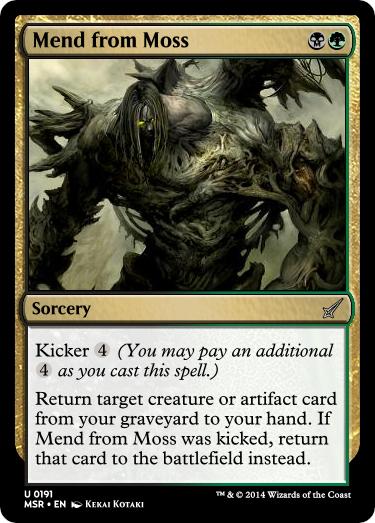 Mend from Moss
Sorcery
Kicker 4 (You may pay an additional
4 as you cast this spell.)
Return target creature or artifact card
from your graveyard to your hand. If
Mend from Moss was kicked, return
that card to the battlefield instead.
U 0191
MSR • EN Kekai Kotaki
™ & © 2014 Wizards of the Coast